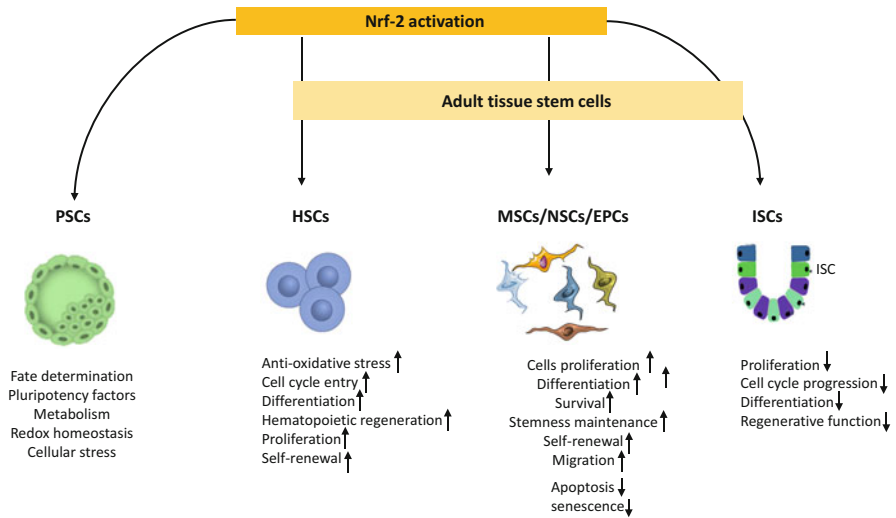 Nrf-2 activation
Adult tissue stem cells
PSCs
HSCs
MSCs/NSCs/EPCs
ISCs
ISC
Fate determination
Pluripotency factors
Metabolism
Redox homeostasis
Cellular stress
Anti-oxidative stress ↑
Cell cycle entry ↑
Differentiation ↑
Hematopoietic regeneration ↑
Proliferation ↑
Self-renewal ↑
Cells proliferation ↑
Differentiation ↑ ↑
Survival ↑
Stemness maintenance ↑
Self-renewal ↑
Migration ↑
Apoptosis ↓
senescence ↓
Proliferation ↓
Cell cycle progression ↓
Differentiation ↓
Regenerative function ↓